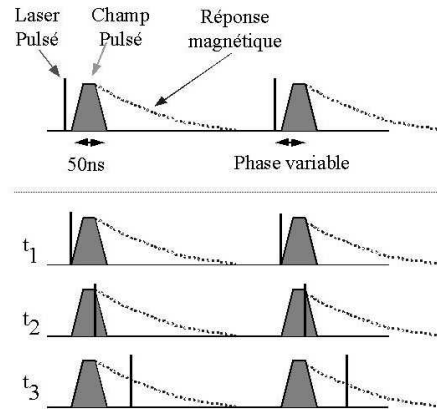 Laser Champ Réponse
Pulsé Pulsé magnétique
50ns Phase variable
t1
t2
t3